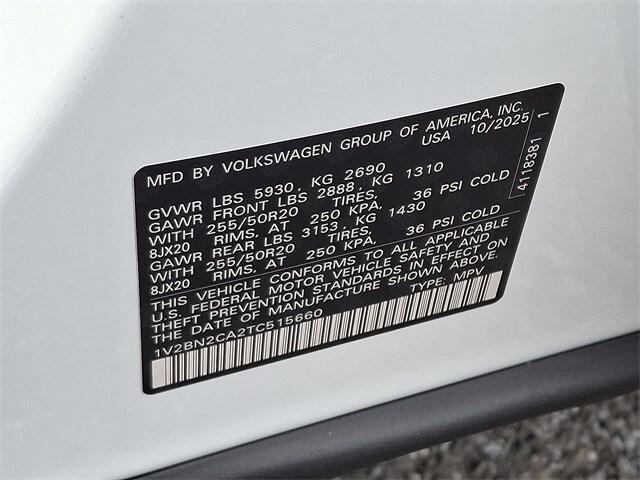 MFD BY VOLKSWAGEN GROUP OF AMERICA, INC.
USA 10/2025
GVWR LBS 5930, KG 2690
GAWR FRONT LBS 2888, KG 1310
WITH 255/50R20 TIRES, 36 PSI COLD
8JX20 RIMS, AT 250 KPA,
GAWR REAR LBS 3153, KG 1430
WITH 255/50R20 TIRES, 36 PSI COLD
8JX20 RIMS, AT 250 KPA,
THIS VEHICLE CONFORMS TO ALL APPLICABLE
U.S. FEDERAL MOTOR VEHICLE SAFETY AND
THEFT PREVENTION STANDARDS IN EFFECT ON
THE DATE OF MANUFACTURE SHOWN ABOVE.
1V2BN2CA2TC515660 TYPE: MPV
4118381 1